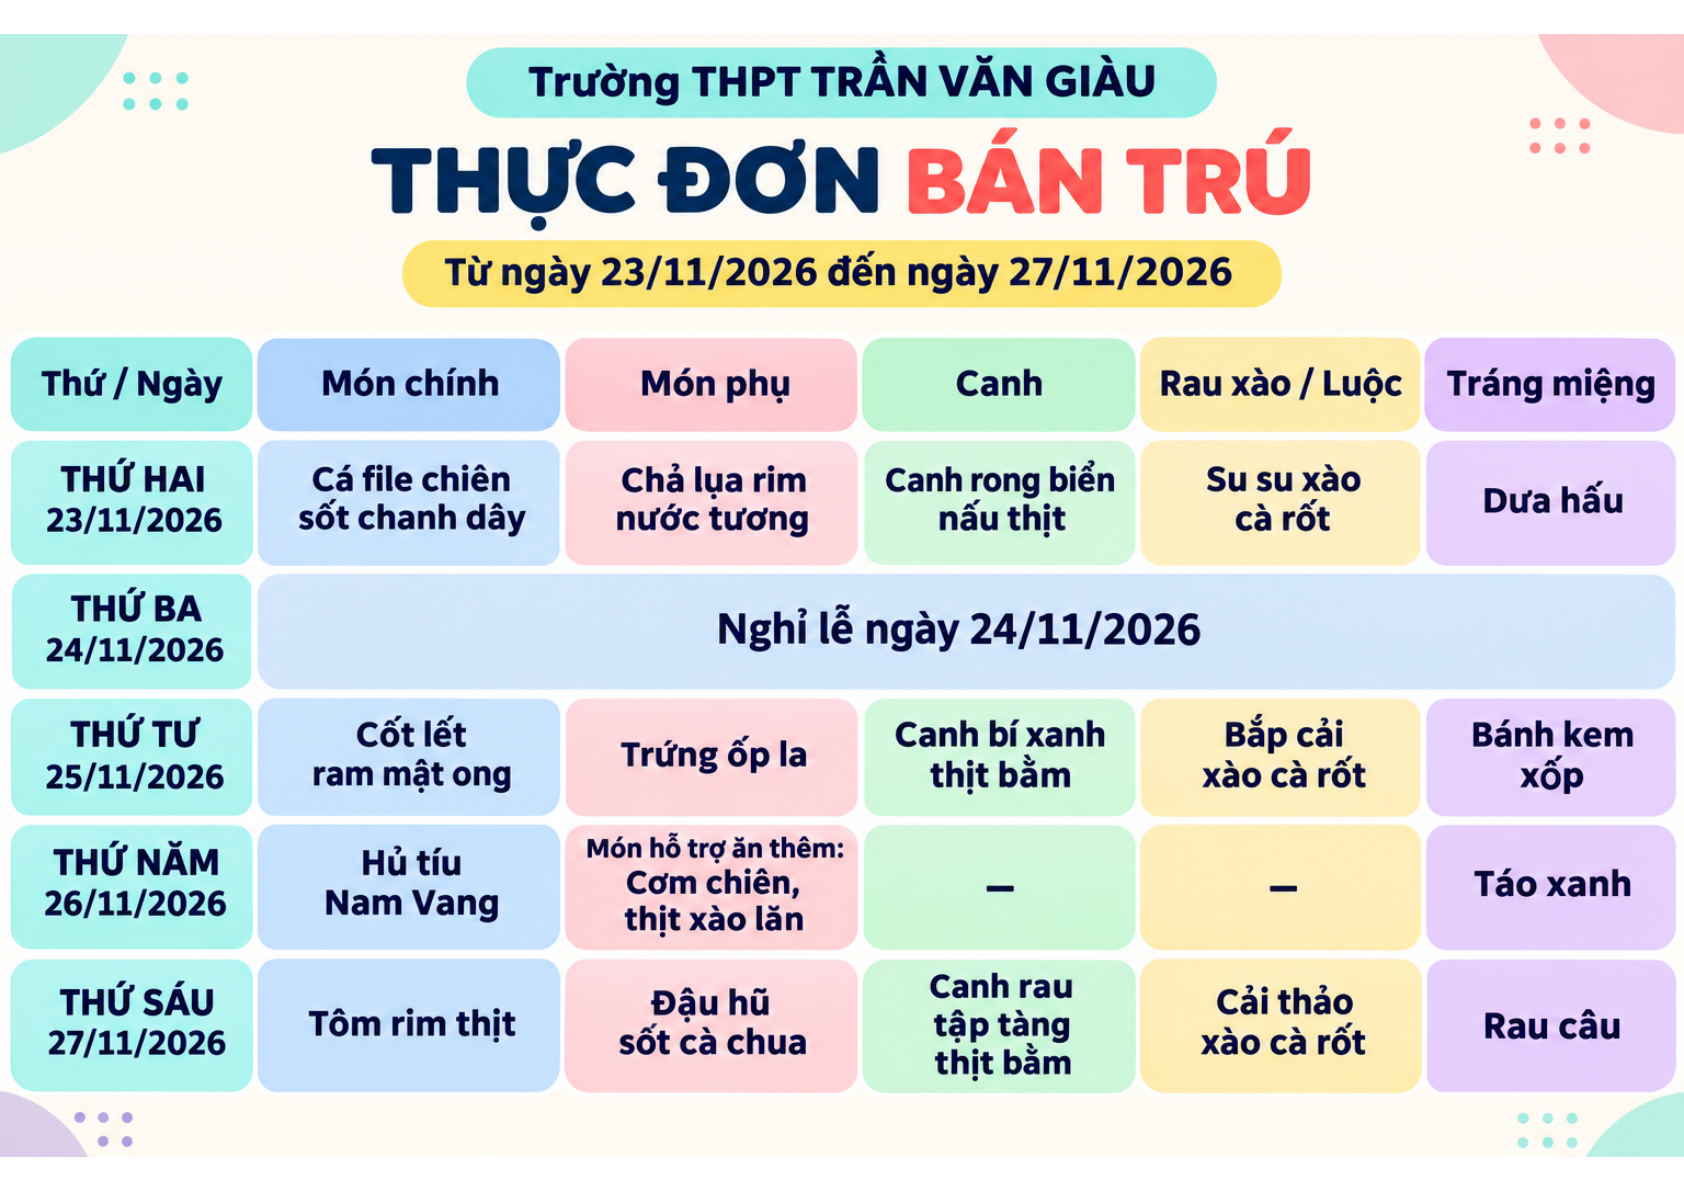 Trường THPT TRẦN VĂN GIÀU
THỰC ĐƠN BÁN TRÚ
Từ ngày 23/11/2026 đến ngày 27/11/2026
Thứ / Ngày
Món chính
Món phụ
Canh
Rau xào / Luộc
Tráng miệng
THỨ HAI
23/11/2026
Cá file chiên
sốt chanh dây
Chả lụa rim
nước tương
Canh rong biển
nấu thịt
Su su xào
cà rốt
Dưa hấu
THỨ BA
24/11/2026
Nghỉ lễ ngày 24/11/2026
THỨ TƯ
25/11/2026
Cốt lết
ram mật ong
Trứng ốp la
Canh bí xanh
thịt bằm
Bắp cải
xào cà rốt
Bánh kem
xốp
THỨ NĂM
26/11/2026
Hủ tíu
Nam Vang
Món hỗ trợ ăn thêm:
Cơm chiên,
thịt xào lăn
–
–
Táo xanh
THỨ SÁU
27/11/2026
Tôm rim thịt
Đậu hũ
sốt cà chua
Canh rau
tập tàng
thịt bằm
Cải thảo
xào cà rốt
Rau câu